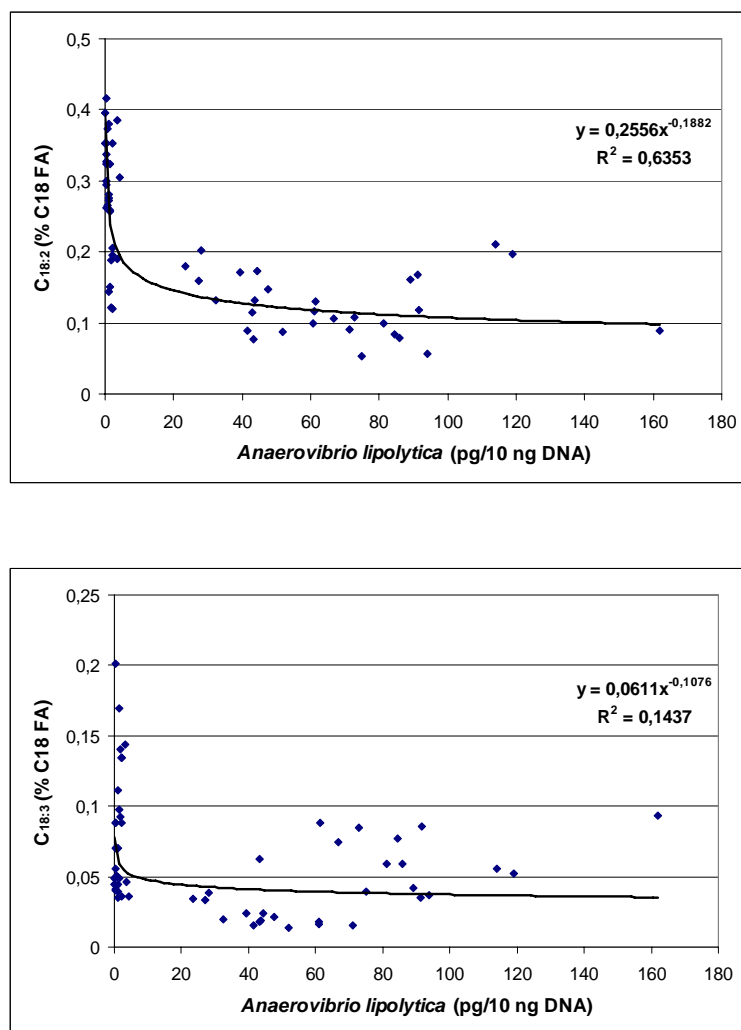 0,5
0,4
0,3
0,2
0,1
0
C18:2 (% C18 FA)
y = 0,2556x^-0,1882
R² = 0,6353
0 20 40 60 80 100 120 140 160 180
Anaerovibrio lipolytica (pg/10 ng DNA)
0,25
0,2
0,15
0,1
0,05
0
C18:3 (% C18 FA)
y = 0,0611x^-0,1076
R² = 0,1437
0 20 40 60 80 100 120 140 160 180
Anaerovibrio lipolytica (pg/10 ng DNA)